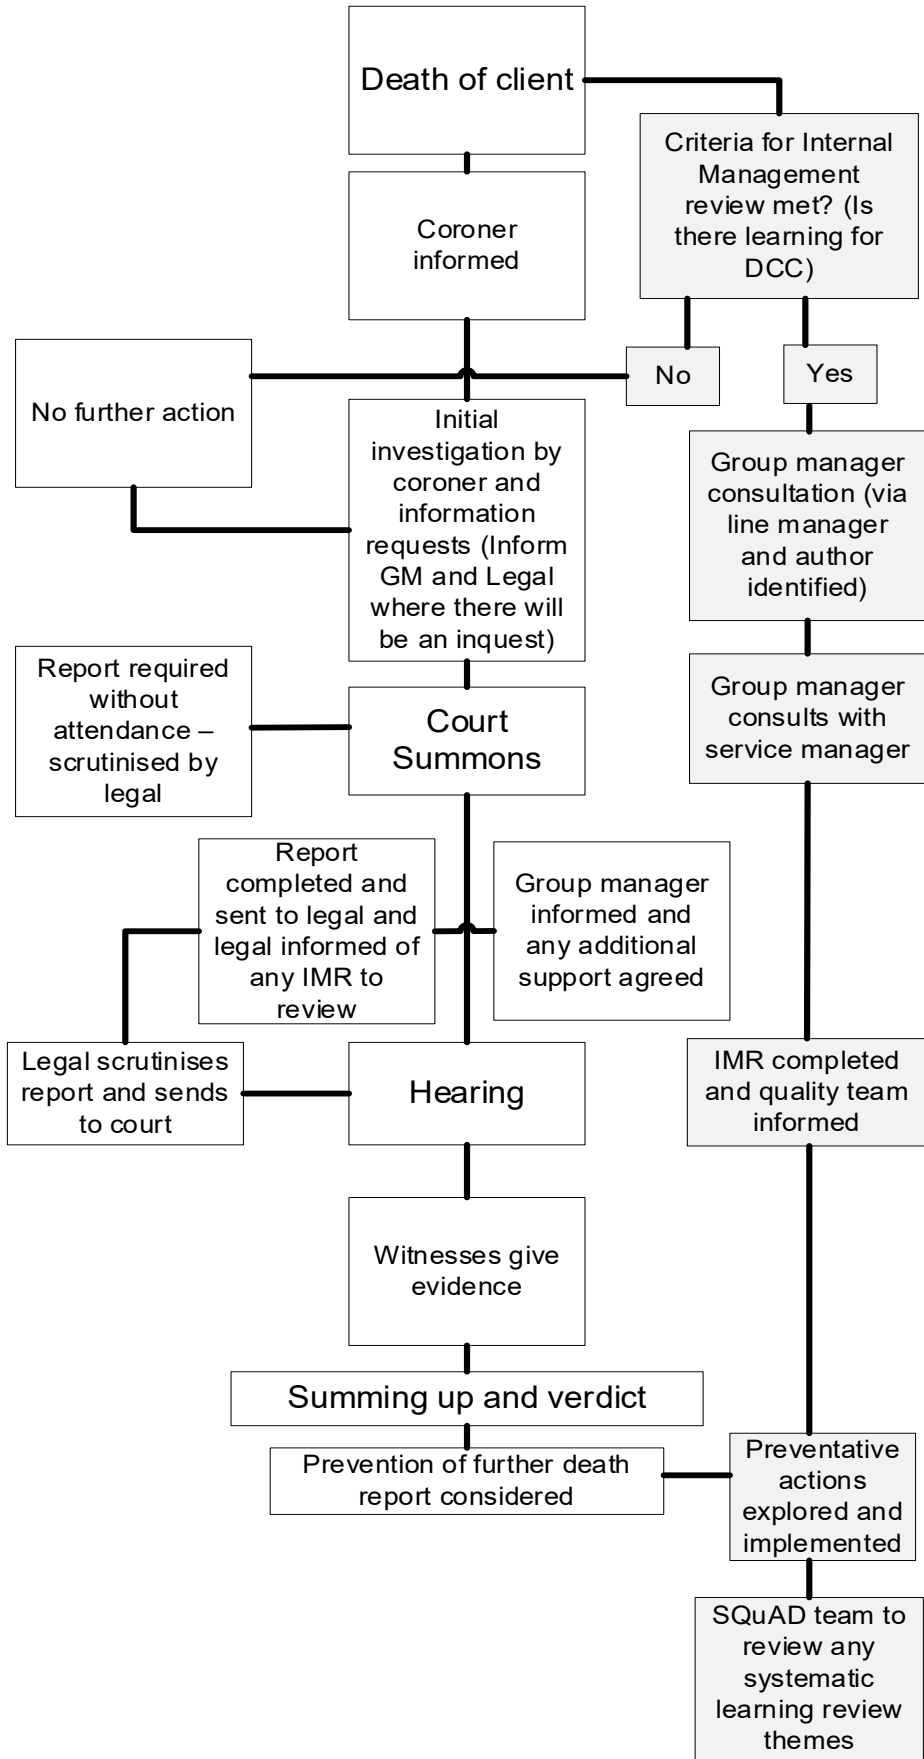 Death of client
Criteria for Internal
Management
review met? (Is
there learning for
DCC)
Coroner
informed
No
Yes
No further action
Initial
investigation by
coroner and
information
requests (Inform
GM and Legal
where there will
be an inquest)
Group manager
consultation (via
line manager
and author
identified)
Report required
without
attendance –
scrutinised by
legal
Court
Summons
Group manager
consults with
service manager
Report
completed and
sent to legal and
legal informed of
any IMR to
review
Group manager
informed and
any additional
support agreed
Legal scrutinises
report and sends
to court
Hearing
IMR completed
and quality team
informed
Witnesses give
evidence
Summing up and verdict
Prevention of further death
report considered
Preventative
actions
explored and
implemented
SQuAD team to
review any
systematic
learning review
themes